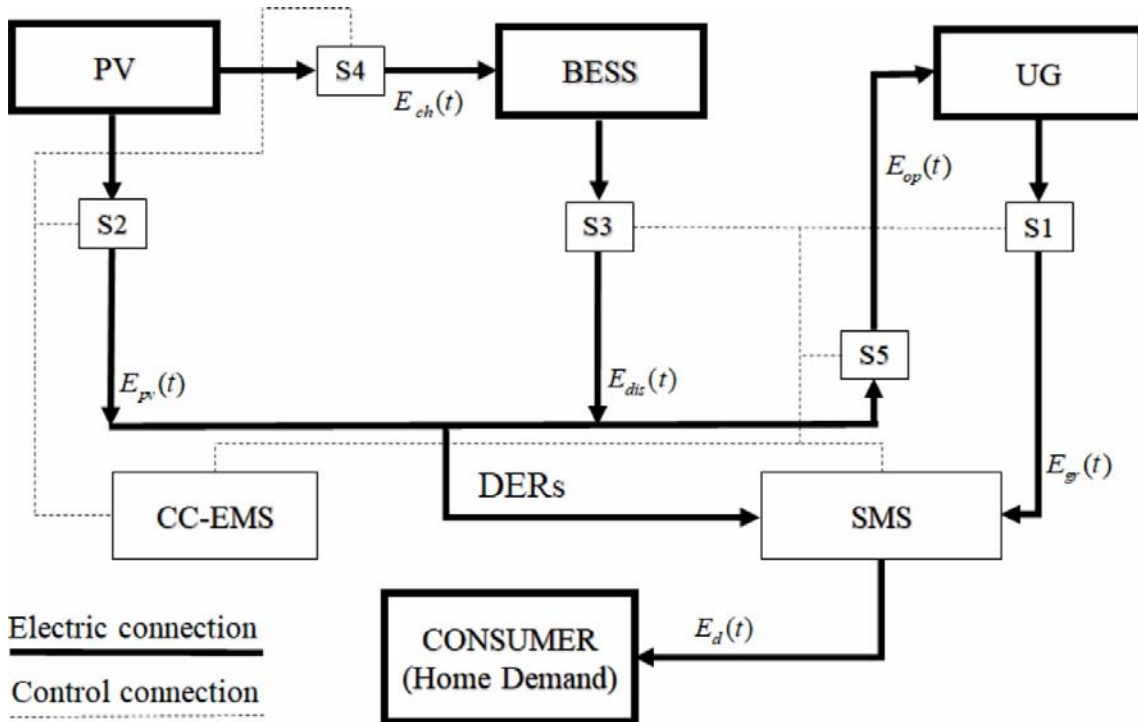 PV
S4
BESS
UG
E_ch(t)
E_op(t)
S2
S3
S1
S5
E_pv(t)
E_dis(t)
E_gr(t)
DERs
CC-EMS
SMS
Electric connection
CONSUMER
(Home Demand)
E_d(t)
Control connection